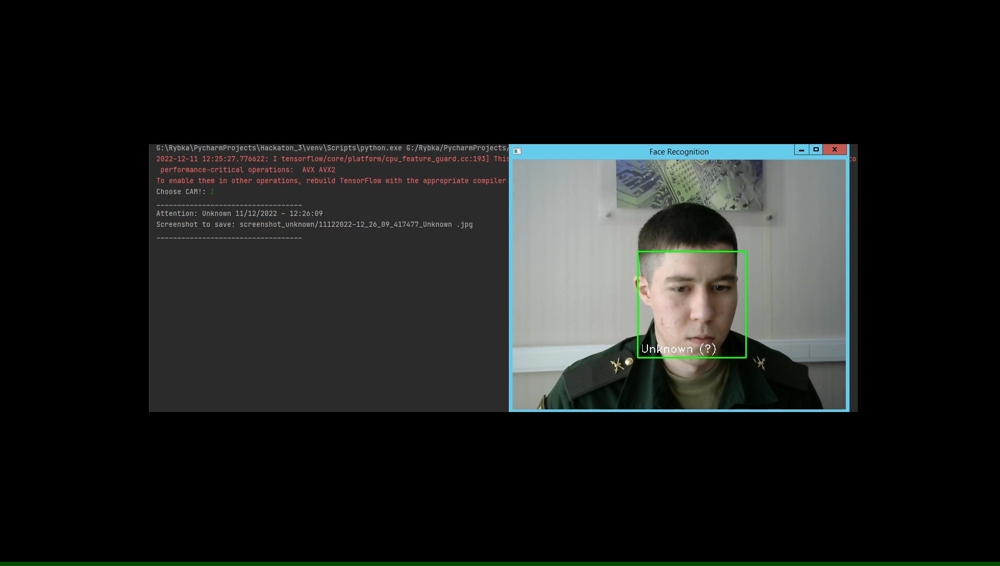 G:\Rybka\PycharmProjects\Hackaton_3\venv\Scripts\python.exe G:/Rybka/PycharmProjects/
2022-12-11 12:25:27.776622: I tensorflow/core/platform/cpu_feature_guard.cc:193] This to
performance-critical operations:  AVX AVX2
To enable them in other operations, rebuild TensorFlow with the appropriate compiler
Choose CAM!: 1
___________________________________
Attention: Unknown 11/12/2022 - 12:26:09
Screenshot to save: screenshot_unknown/11122022-12_26_09_417477_Unknown .jpg
___________________________________
Face Recognition
Unknown (?)